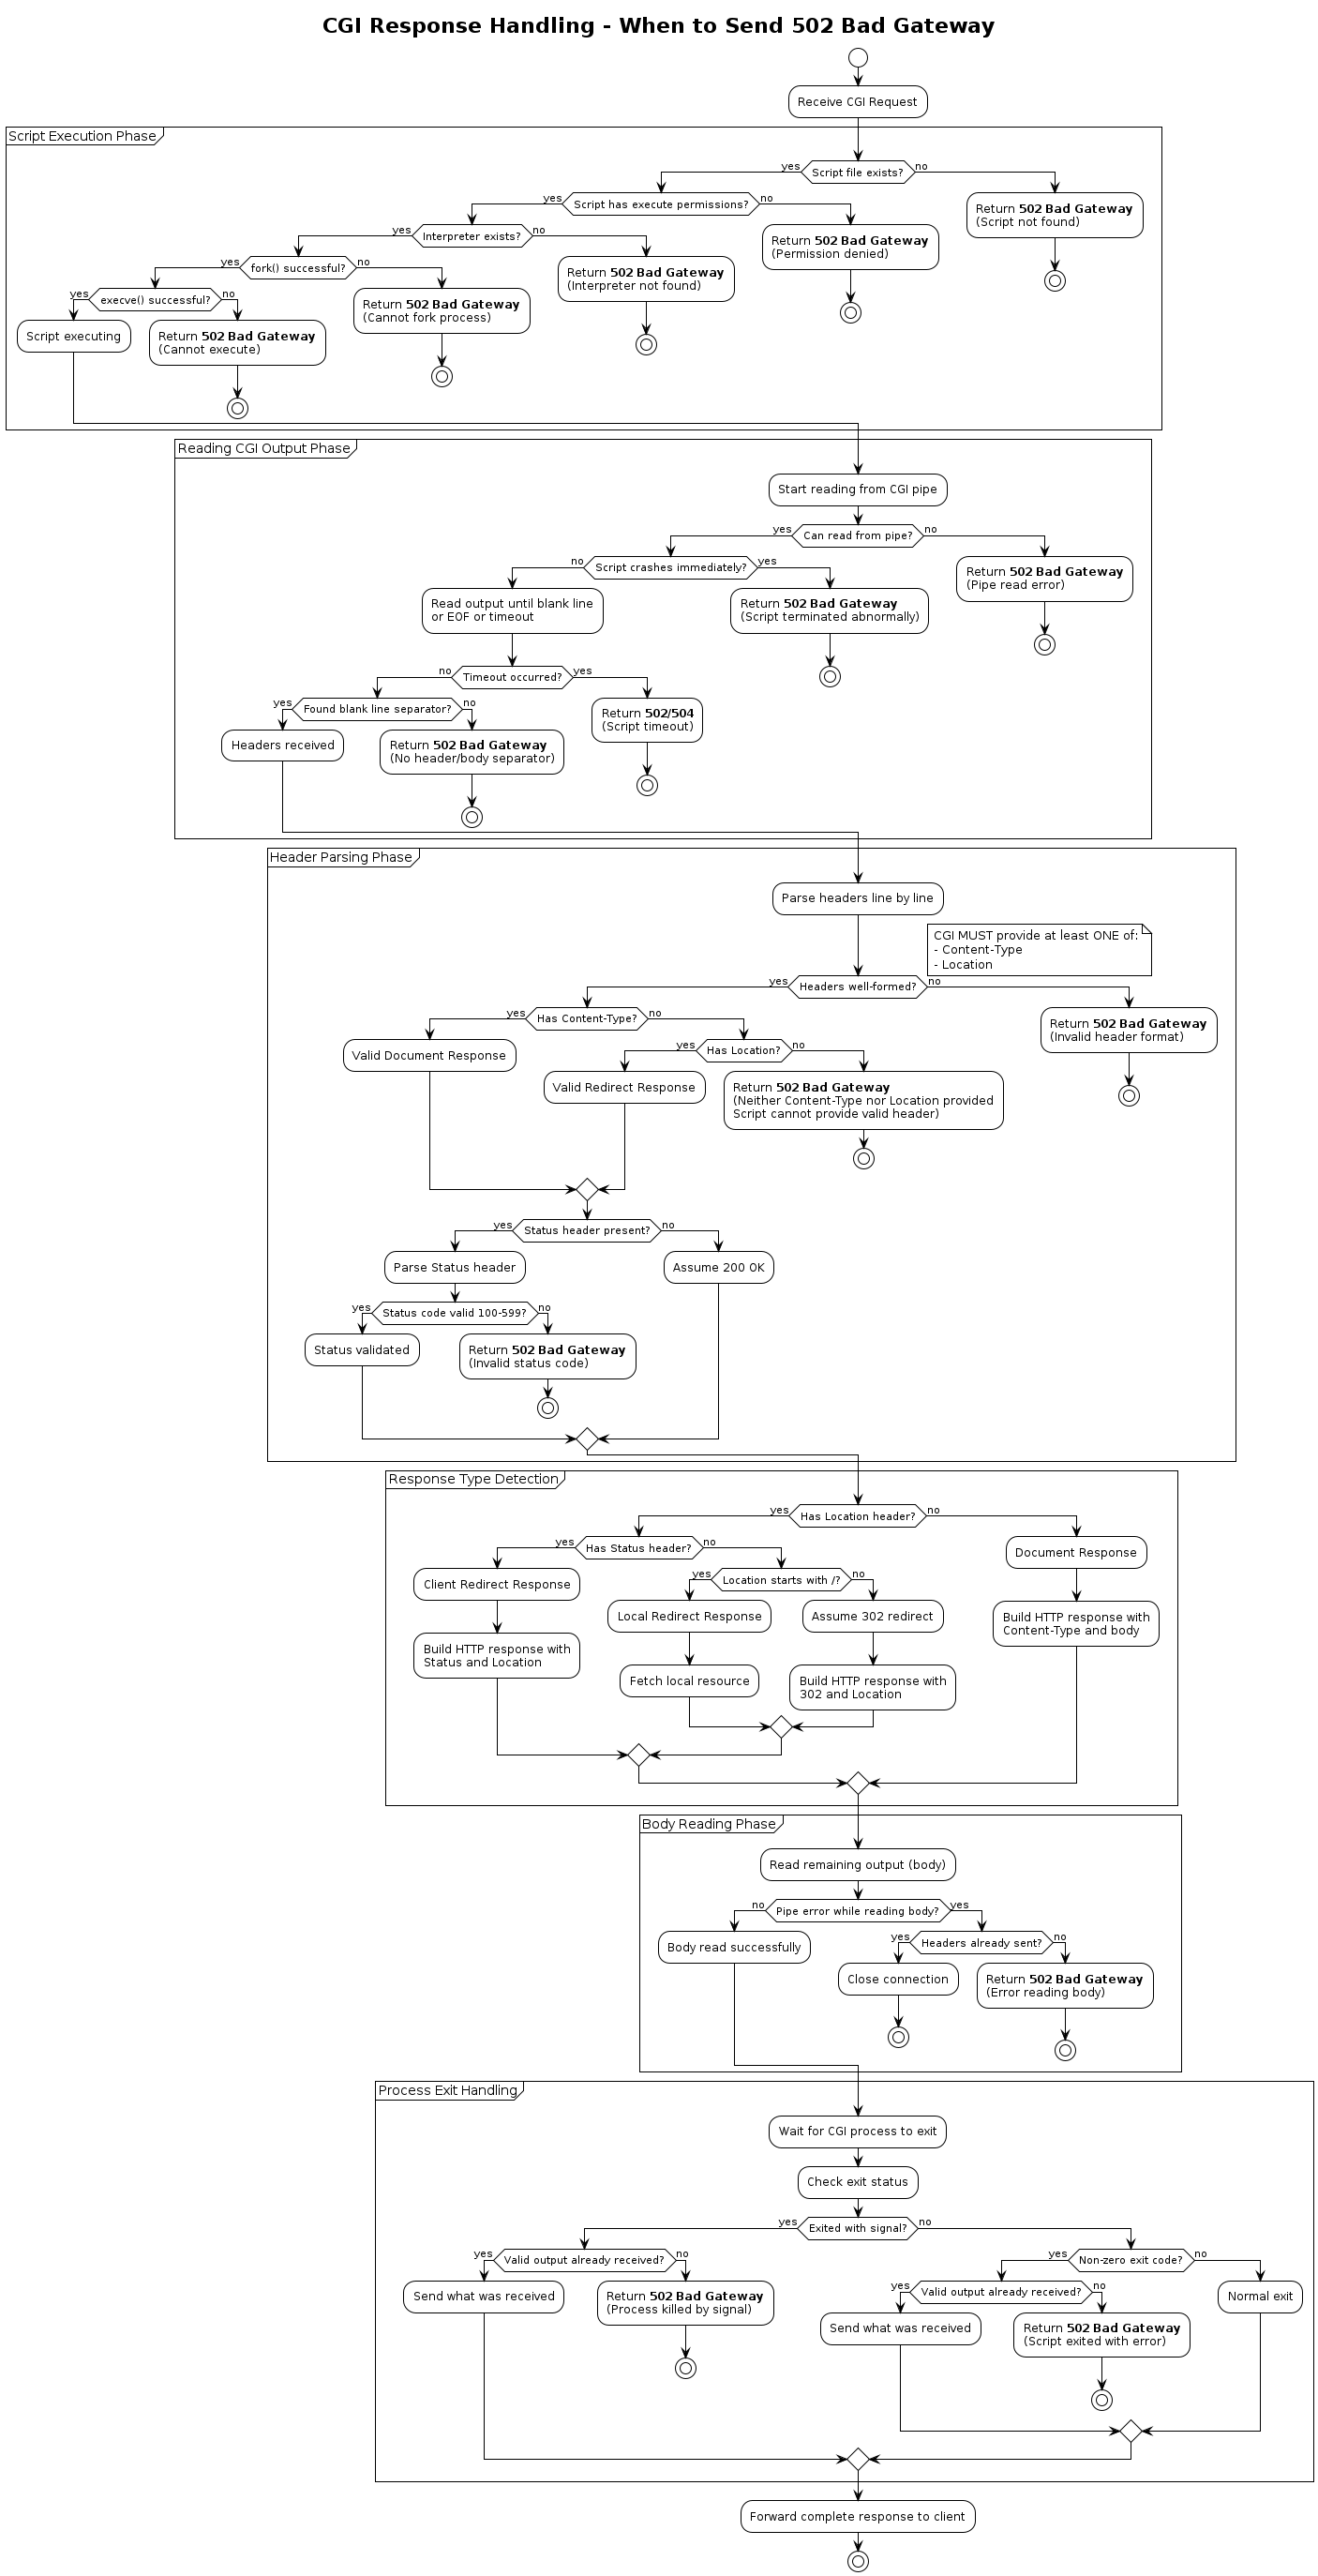 CGI Response Handling - When to Send 502 Bad Gateway
Receive CGI Request
Script Execution Phase
Script file exists?
yes
no
Script has execute permissions?
yes
no
Return 502 Bad Gateway
(Script not found)
Interpreter exists?
yes
no
Return 502 Bad Gateway
(Permission denied)
fork() successful?
yes
no
Return 502 Bad Gateway
(Interpreter not found)
execve() successful?
yes
no
Return 502 Bad Gateway
(Cannot fork process)
Script executing
Return 502 Bad Gateway
(Cannot execute)
Reading CGI Output Phase
Start reading from CGI pipe
Can read from pipe?
yes
no
Script crashes immediately?
no
yes
Return 502 Bad Gateway
(Pipe read error)
Read output until blank line
or EOF or timeout
Return 502 Bad Gateway
(Script terminated abnormally)
Timeout occurred?
no
yes
Found blank line separator?
yes
no
Return 502/504
(Script timeout)
Headers received
Return 502 Bad Gateway
(No header/body separator)
Header Parsing Phase
Parse headers line by line
CGI MUST provide at least ONE of:
- Content-Type
- Location
Headers well-formed?
yes
no
Has Content-Type?
yes
no
Return 502 Bad Gateway
(Invalid header format)
Valid Document Response
Has Location?
yes
no
Valid Redirect Response
Return 502 Bad Gateway
(Neither Content-Type nor Location provided
Script cannot provide valid header)
Status header present?
yes
no
Parse Status header
Assume 200 OK
Status code valid 100-599?
yes
no
Status validated
Return 502 Bad Gateway
(Invalid status code)
Response Type Detection
Has Location header?
yes
no
Has Status header?
yes
no
Document Response
Client Redirect Response
Location starts with /?
yes
no
Local Redirect Response
Assume 302 redirect
Build HTTP response with
Content-Type and body
Build HTTP response with
Status and Location
Fetch local resource
Build HTTP response with
302 and Location
Body Reading Phase
Read remaining output (body)
Pipe error while reading body?
no
yes
Body read successfully
Headers already sent?
yes
no
Close connection
Return 502 Bad Gateway
(Error reading body)
Process Exit Handling
Wait for CGI process to exit
Check exit status
Exited with signal?
yes
no
Valid output already received?
yes
no
Non-zero exit code?
yes
no
Send what was received
Return 502 Bad Gateway
(Process killed by signal)
Valid output already received?
yes
no
Normal exit
Send what was received
Return 502 Bad Gateway
(Script exited with error)
Forward complete response to client